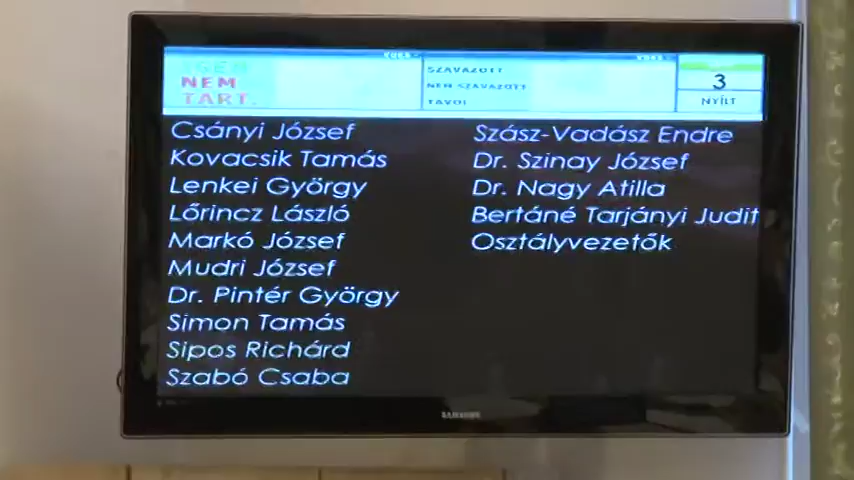 IGEN
NEM
TART.
SZAVAZOTT
NEM SZAVAZOTT
TÁVOL
3
NYÍLT
Csányi József
Kovacsik Tamás
Lenkei György
Lőrincz László
Markó József
Mudri József
Dr. Pintér György
Simon Tamás
Sipos Richárd
Szabó Csaba
Szász-Vadász Endre
Dr. Szinay József
Dr. Nagy Atilla
Bertáné Tarjányi Judit
Osztályvezetők
SAMSUNG